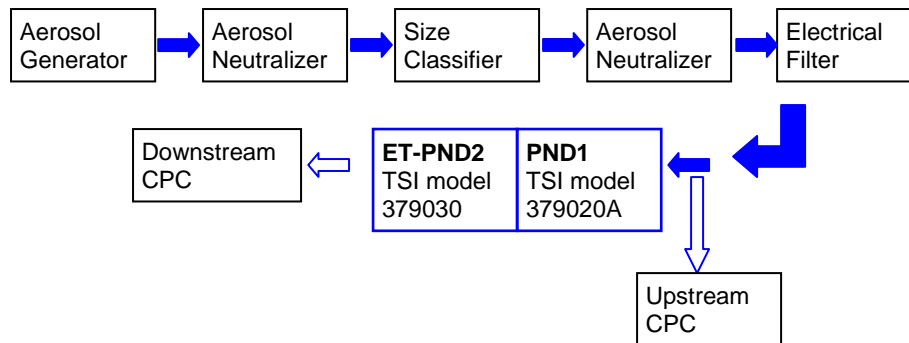 Aerosol
Generator
Aerosol
Neutralizer
Size
Classifier
Aerosol
Neutralizer
Electrical
Filter
Downstream
CPC
ET-PND2
TSI model
379030
PND1
TSI model
379020A
Upstream
CPC